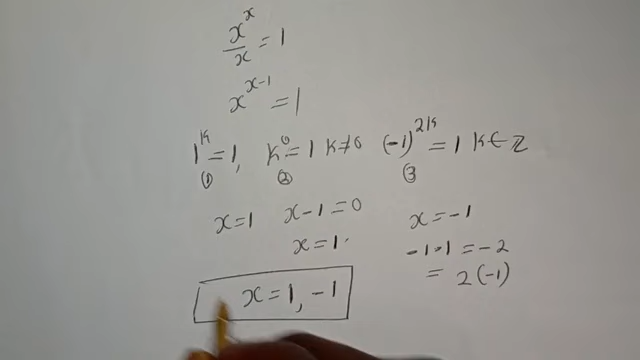 x^x/x = 1
x^(x-1) = 1
1^k = 1, k^0 = 1 k≠0 (-1)^2k = 1 k∈ℤ
① ② ③
x = 1 x - 1 = 0 x = -1
x = 1. -1-1 = -2
= 2(-1)
x = 1, -1